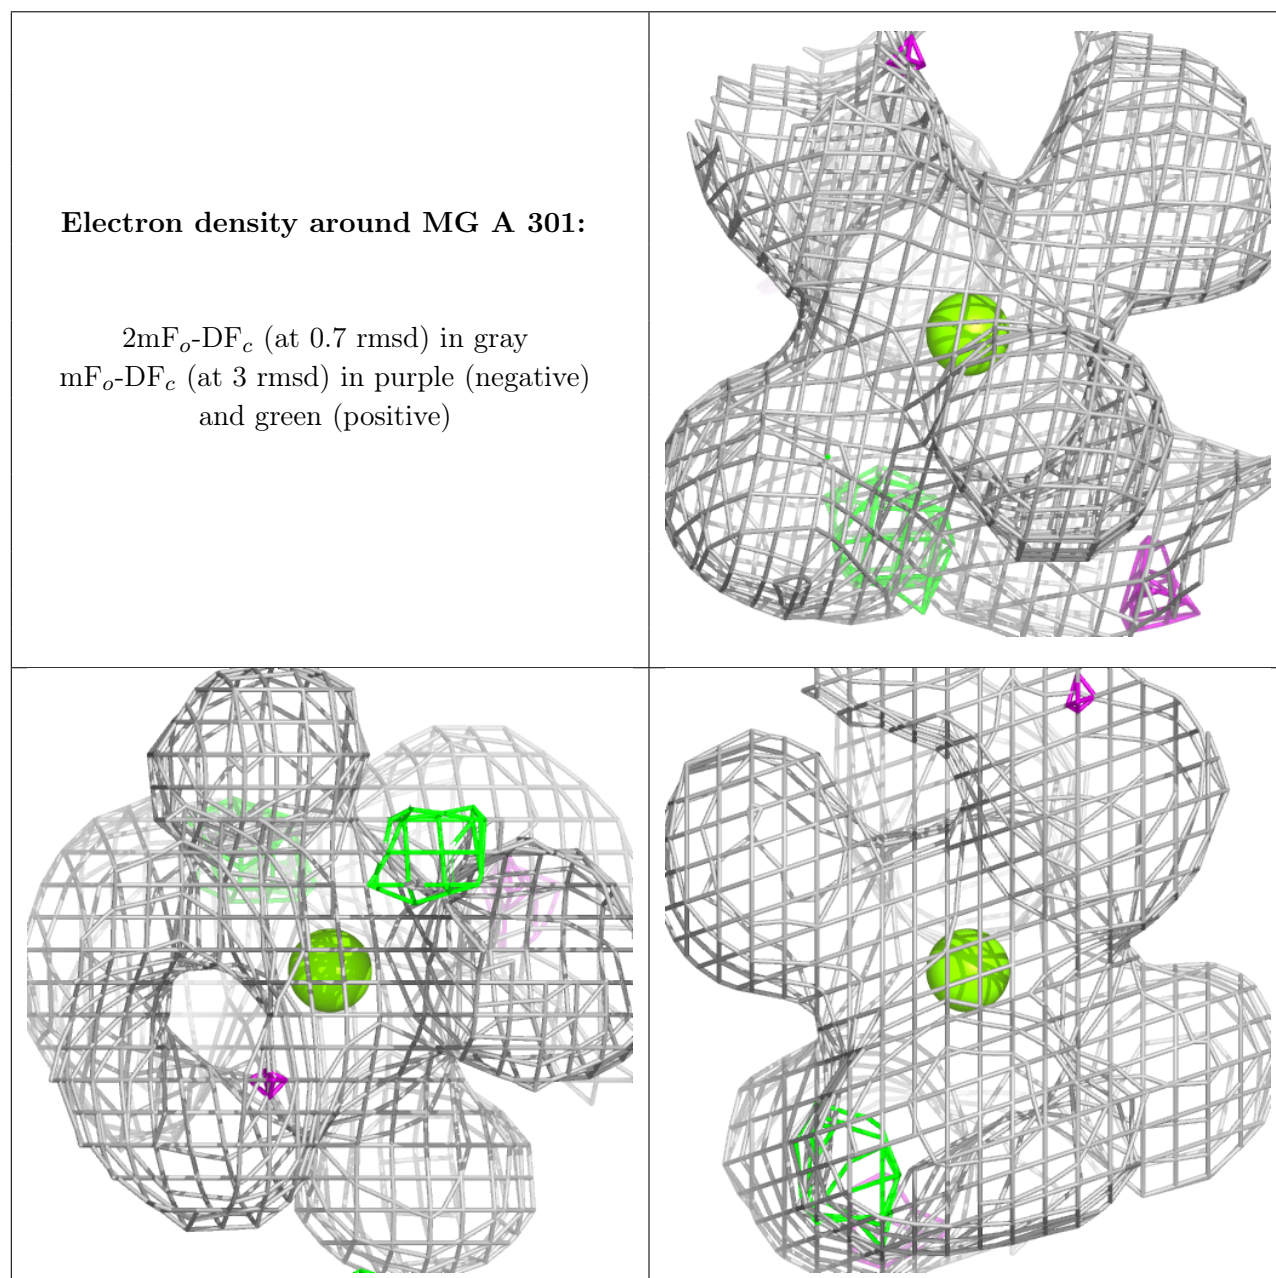 Electron density around MG A 301:
2mFo-DFc (at 0.7 rmsd) in gray
mFo-DFc (at 3 rmsd) in purple (negative)
and green (positive)